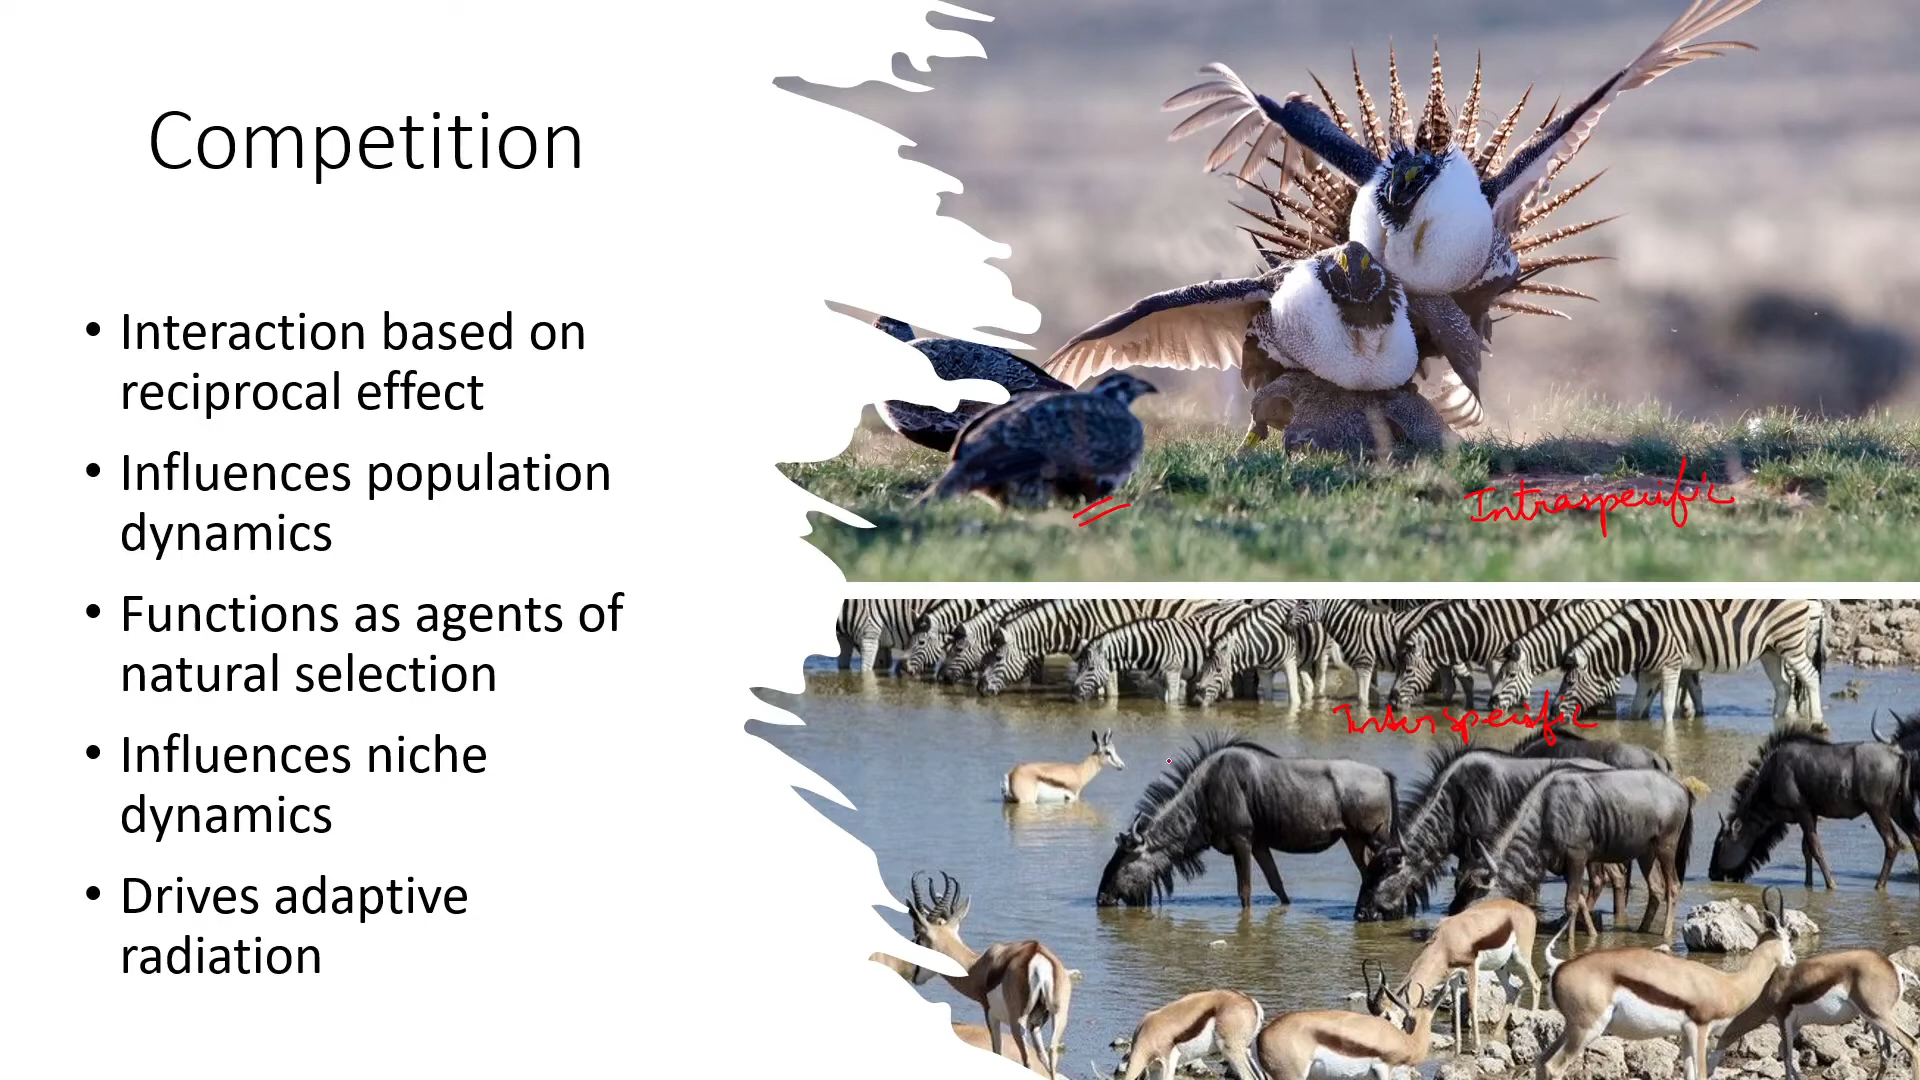 Competition
• Interaction based on
reciprocal effect
• Influences population
dynamics
• Functions as agents of
natural selection
• Influences niche
dynamics
• Drives adaptive
radiation
Intraspecific
Interspecific